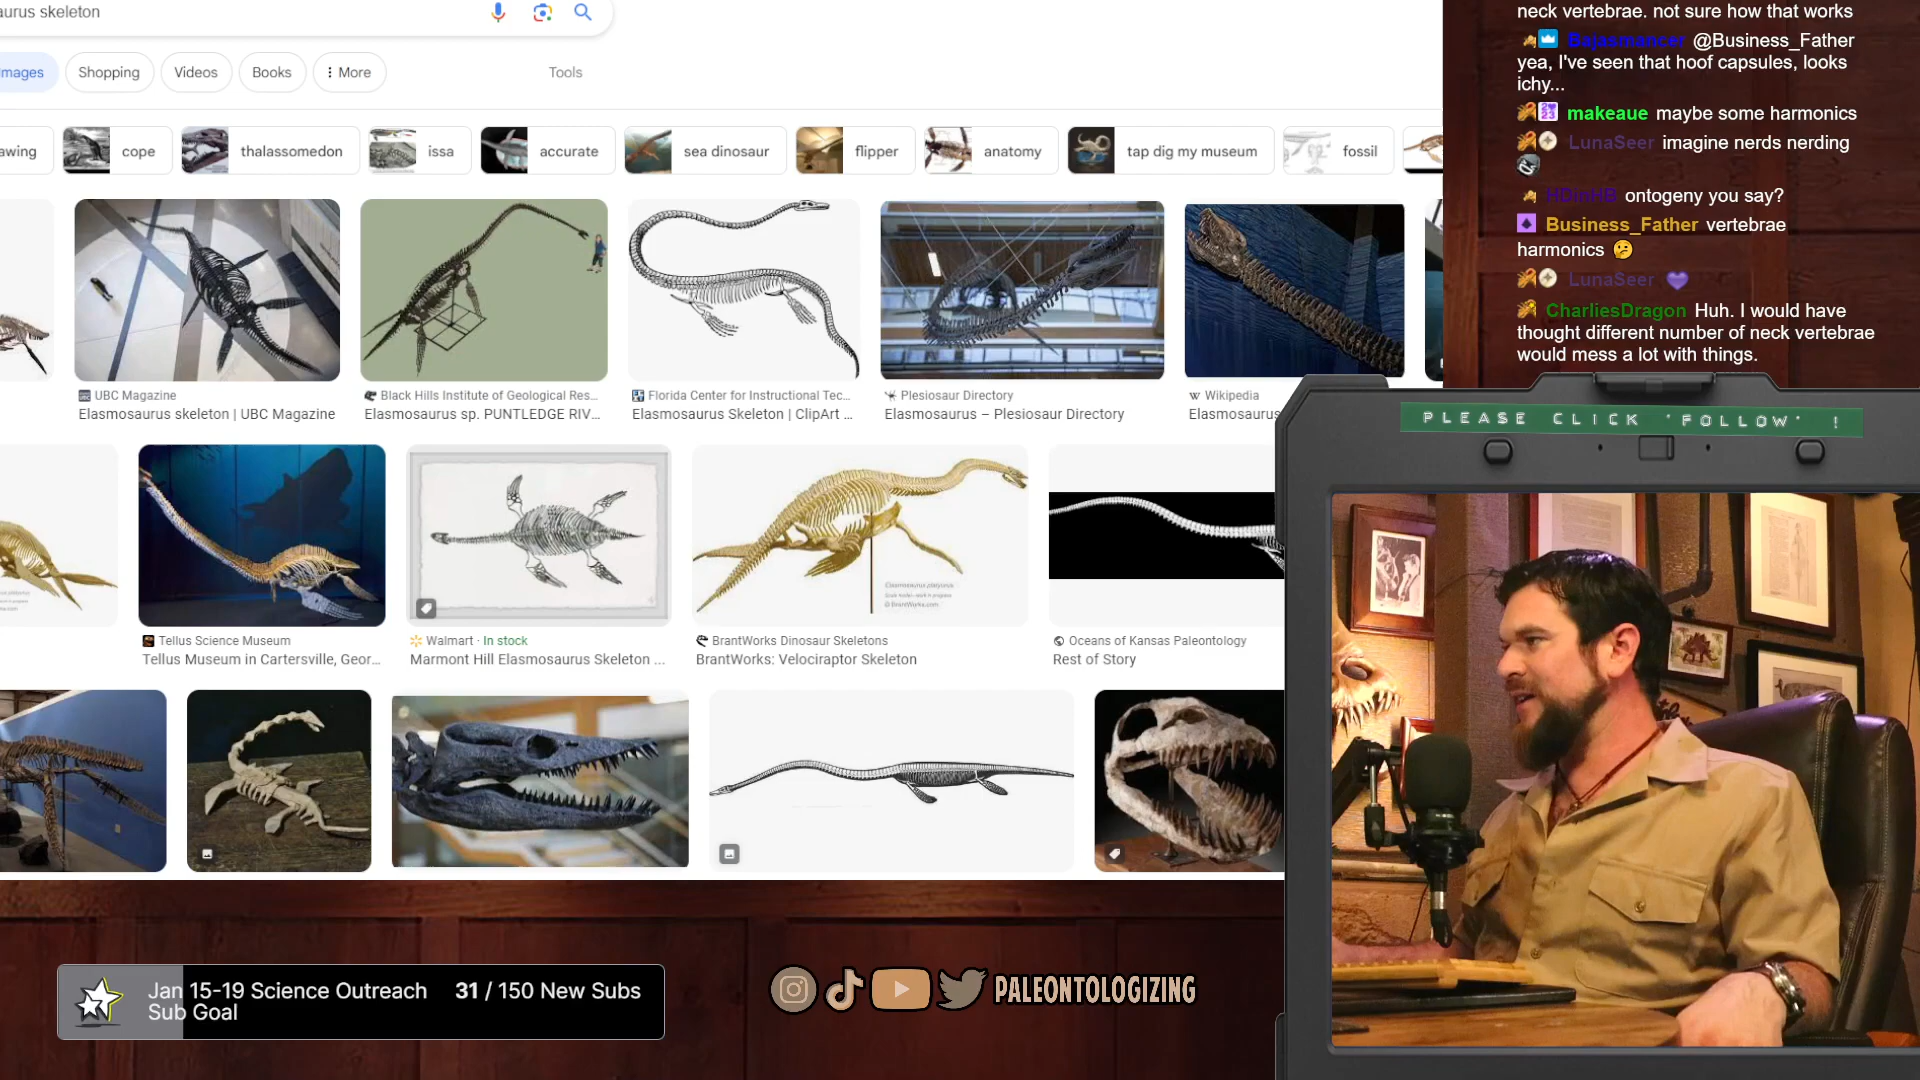 aurus skeleton
Images
Shopping
Videos
Books
More
Tools
awing
cope
thalassomedon
issa
accurate
sea dinosaur
flipper
anatomy
tap dig my museum
fossil
UBC Magazine
Elasmosaurus skeleton | UBC Magazine
Black Hills Institute of Geological Res...
Elasmosaurus sp. PUNTLEDGE RIV...
Florida Center for Instructional Tec...
Elasmosaurus Skeleton | ClipArt ...
Plesiosaur Directory
Elasmosaurus – Plesiosaur Directory
Wikipedia
Elasmosaurus
Tellus Science Museum
Tellus Museum in Cartersville, Geor...
Walmart · In stock
Marmont Hill Elasmosaurus Skeleton ...
BrantWorks Dinosaur Skeletons
BrantWorks: Velociraptor Skeleton
Oceans of Kansas Paleontology
Rest of Story
neck vertebrae. not sure how that works
Bajasmancer @Business_Father
yea, I've seen that hoof capsules, looks
ichy...
makeaue maybe some harmonics
LunaSeer imagine nerds nerding
HDinHB ontogeny you say?
Business_Father vertebrae
harmonics
LunaSeer
CharliesDragon Huh. I would have
thought different number of neck vertebrae
would mess a lot with things.
PLEASE CLICK "FOLLOW" !
Jan 15-19 Science Outreach
Sub Goal
31 / 150 New Subs
PALEONTOLOGIZING